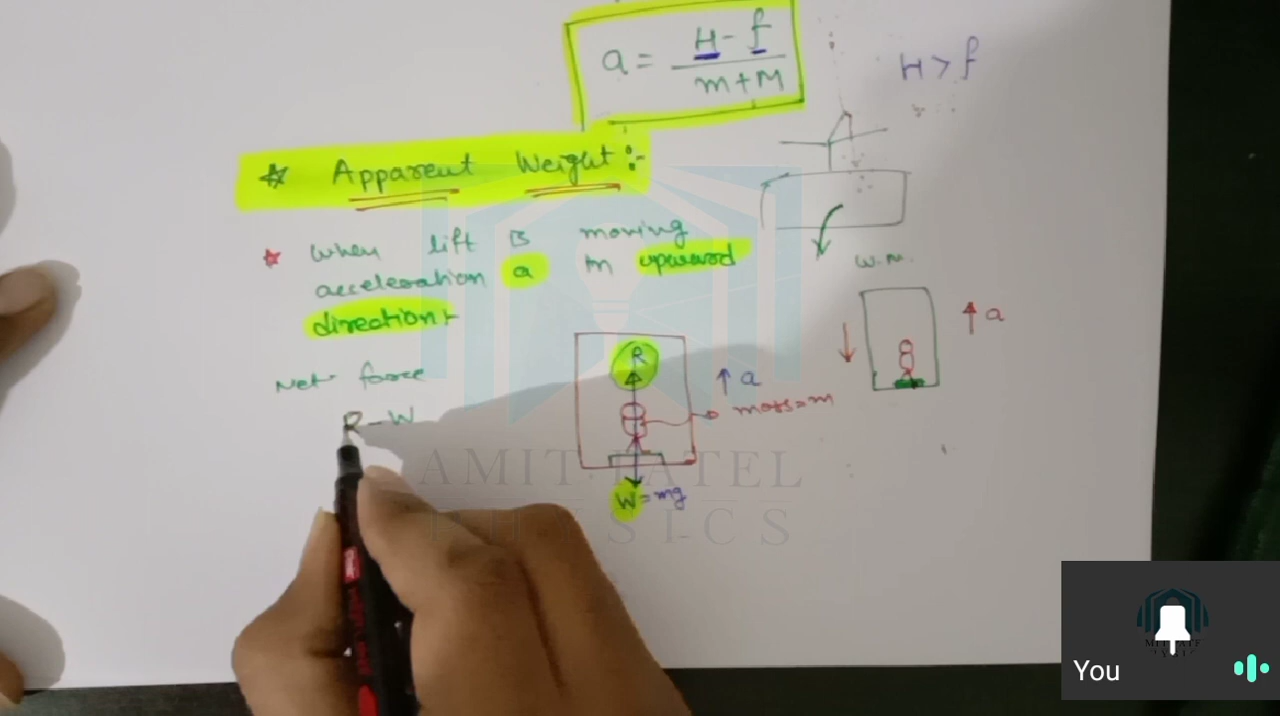 a = H - f
m+M
H > f
☆ Apparent Weight :-
★ When lift is moving
acceleration a in upward
direction :-
W.M.
↑ a
R
Net force
↑ a
mass = m
R - W
W = mg
AMIT PATEL
PHYSICS
You